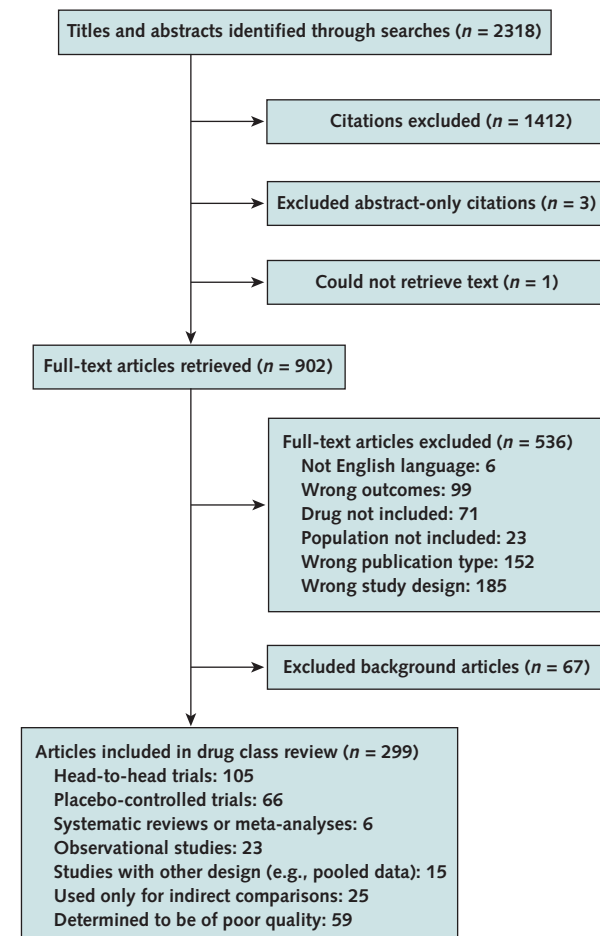 Titles and abstracts identified through searches (n = 2318)
Citations excluded (n = 1412)
Excluded abstract-only citations (n = 3)
Could not retrieve text (n = 1)
Full-text articles retrieved (n = 902)
Full-text articles excluded (n = 536)
Not English language: 6
Wrong outcomes: 99
Drug not included: 71
Population not included: 23
Wrong publication type: 152
Wrong study design: 185
Excluded background articles (n = 67)
Articles included in drug class review (n = 299)
Head-to-head trials: 105
Placebo-controlled trials: 66
Systematic reviews or meta-analyses: 6
Observational studies: 23
Studies with other design (e.g., pooled data): 15
Used only for indirect comparisons: 25
Determined to be of poor quality: 59